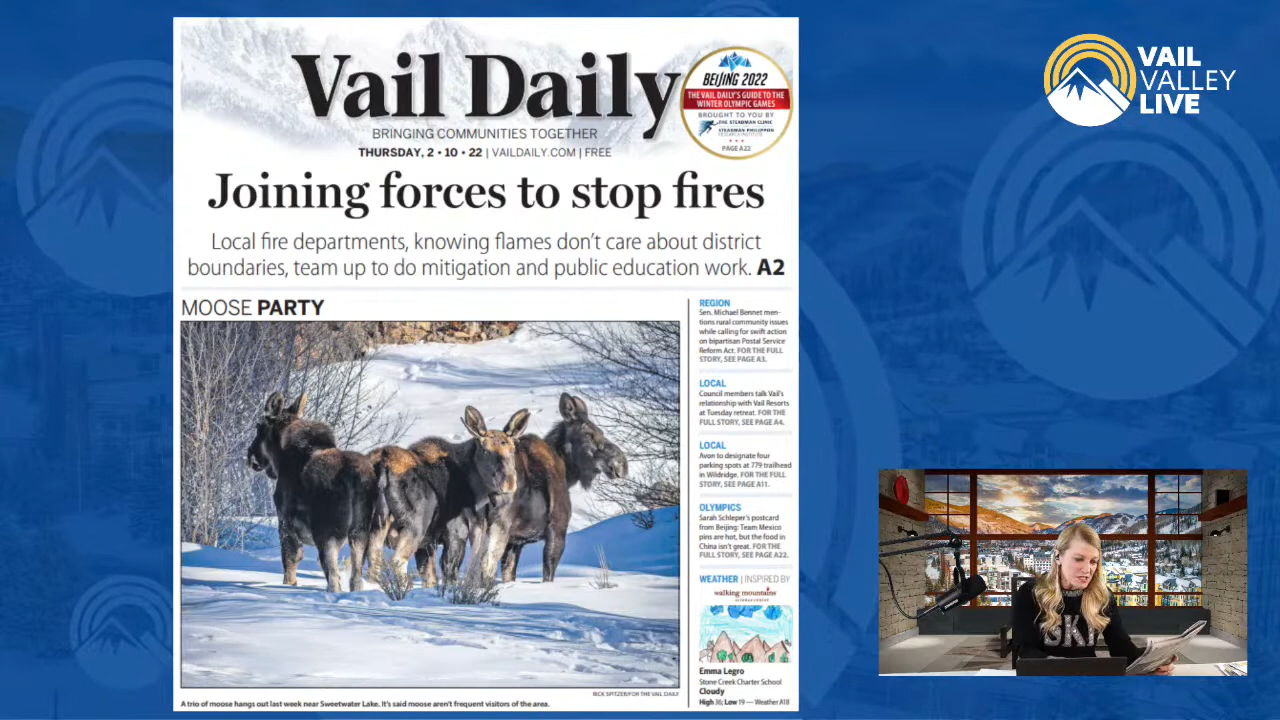 Vail Daily
BRINGING COMMUNITIES TOGETHER
THURSDAY, 2 • 10 • 22 | VAILDAILY.COM | FREE
BEIJING 2022
THE VAIL DAILY'S GUIDE TO THE
WINTER OLYMPIC GAMES
BROUGHT TO YOU BY
THE STEADMAN CLINIC
STEADMAN PHILIPPON
RESEARCH INSTITUTE
PAGE A22
VAIL
VALLEY
LIVE
Joining forces to stop fires
Local fire departments, knowing flames don't care about district
boundaries, team up to do mitigation and public education work. A2
MOOSE PARTY
RICK SPITZER/FOR THE VAIL DAILY
A trio of moose hangs out last week near Sweetwater Lake. It's said moose aren't frequent visitors of the area.
REGION
Sen. Michael Bennet men-
tions rural community issues
while calling for swift action
on bipartisan Postal Service
Reform Act. FOR THE FULL
STORY, SEE PAGE A3.
LOCAL
Council members talk Vail's
relationship with Vail Resorts
at Tuesday retreat. FOR THE
FULL STORY, SEE PAGE A4.
LOCAL
Avon to designate four
parking spots at 779 trailhead
in Wildridge. FOR THE FULL
STORY, SEE PAGE A11.
OLYMPICS
Sarah Schleper's postcard
from Beijing: Team Mexico
pins are hot, but the food in
China isn't great. FOR THE
FULL STORY, SEE PAGE A22.
WEATHER | INSPIRED BY
walking mountains
SCIENCE CENTER
Emma Legro
Stone Creek Charter School
Cloudy
High 36; Low 19 — Weather A18
SKI